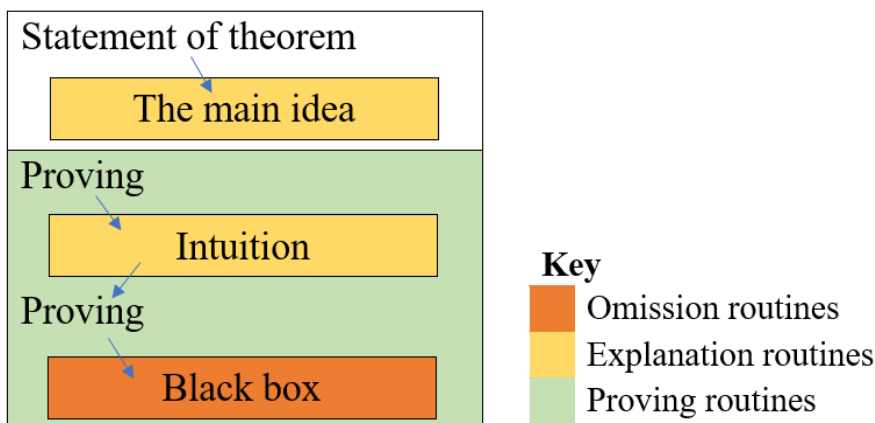 Statement of theorem
The main idea
Proving
Intuition
Proving
Black box
Key
Omission routines
Explanation routines
Proving routines